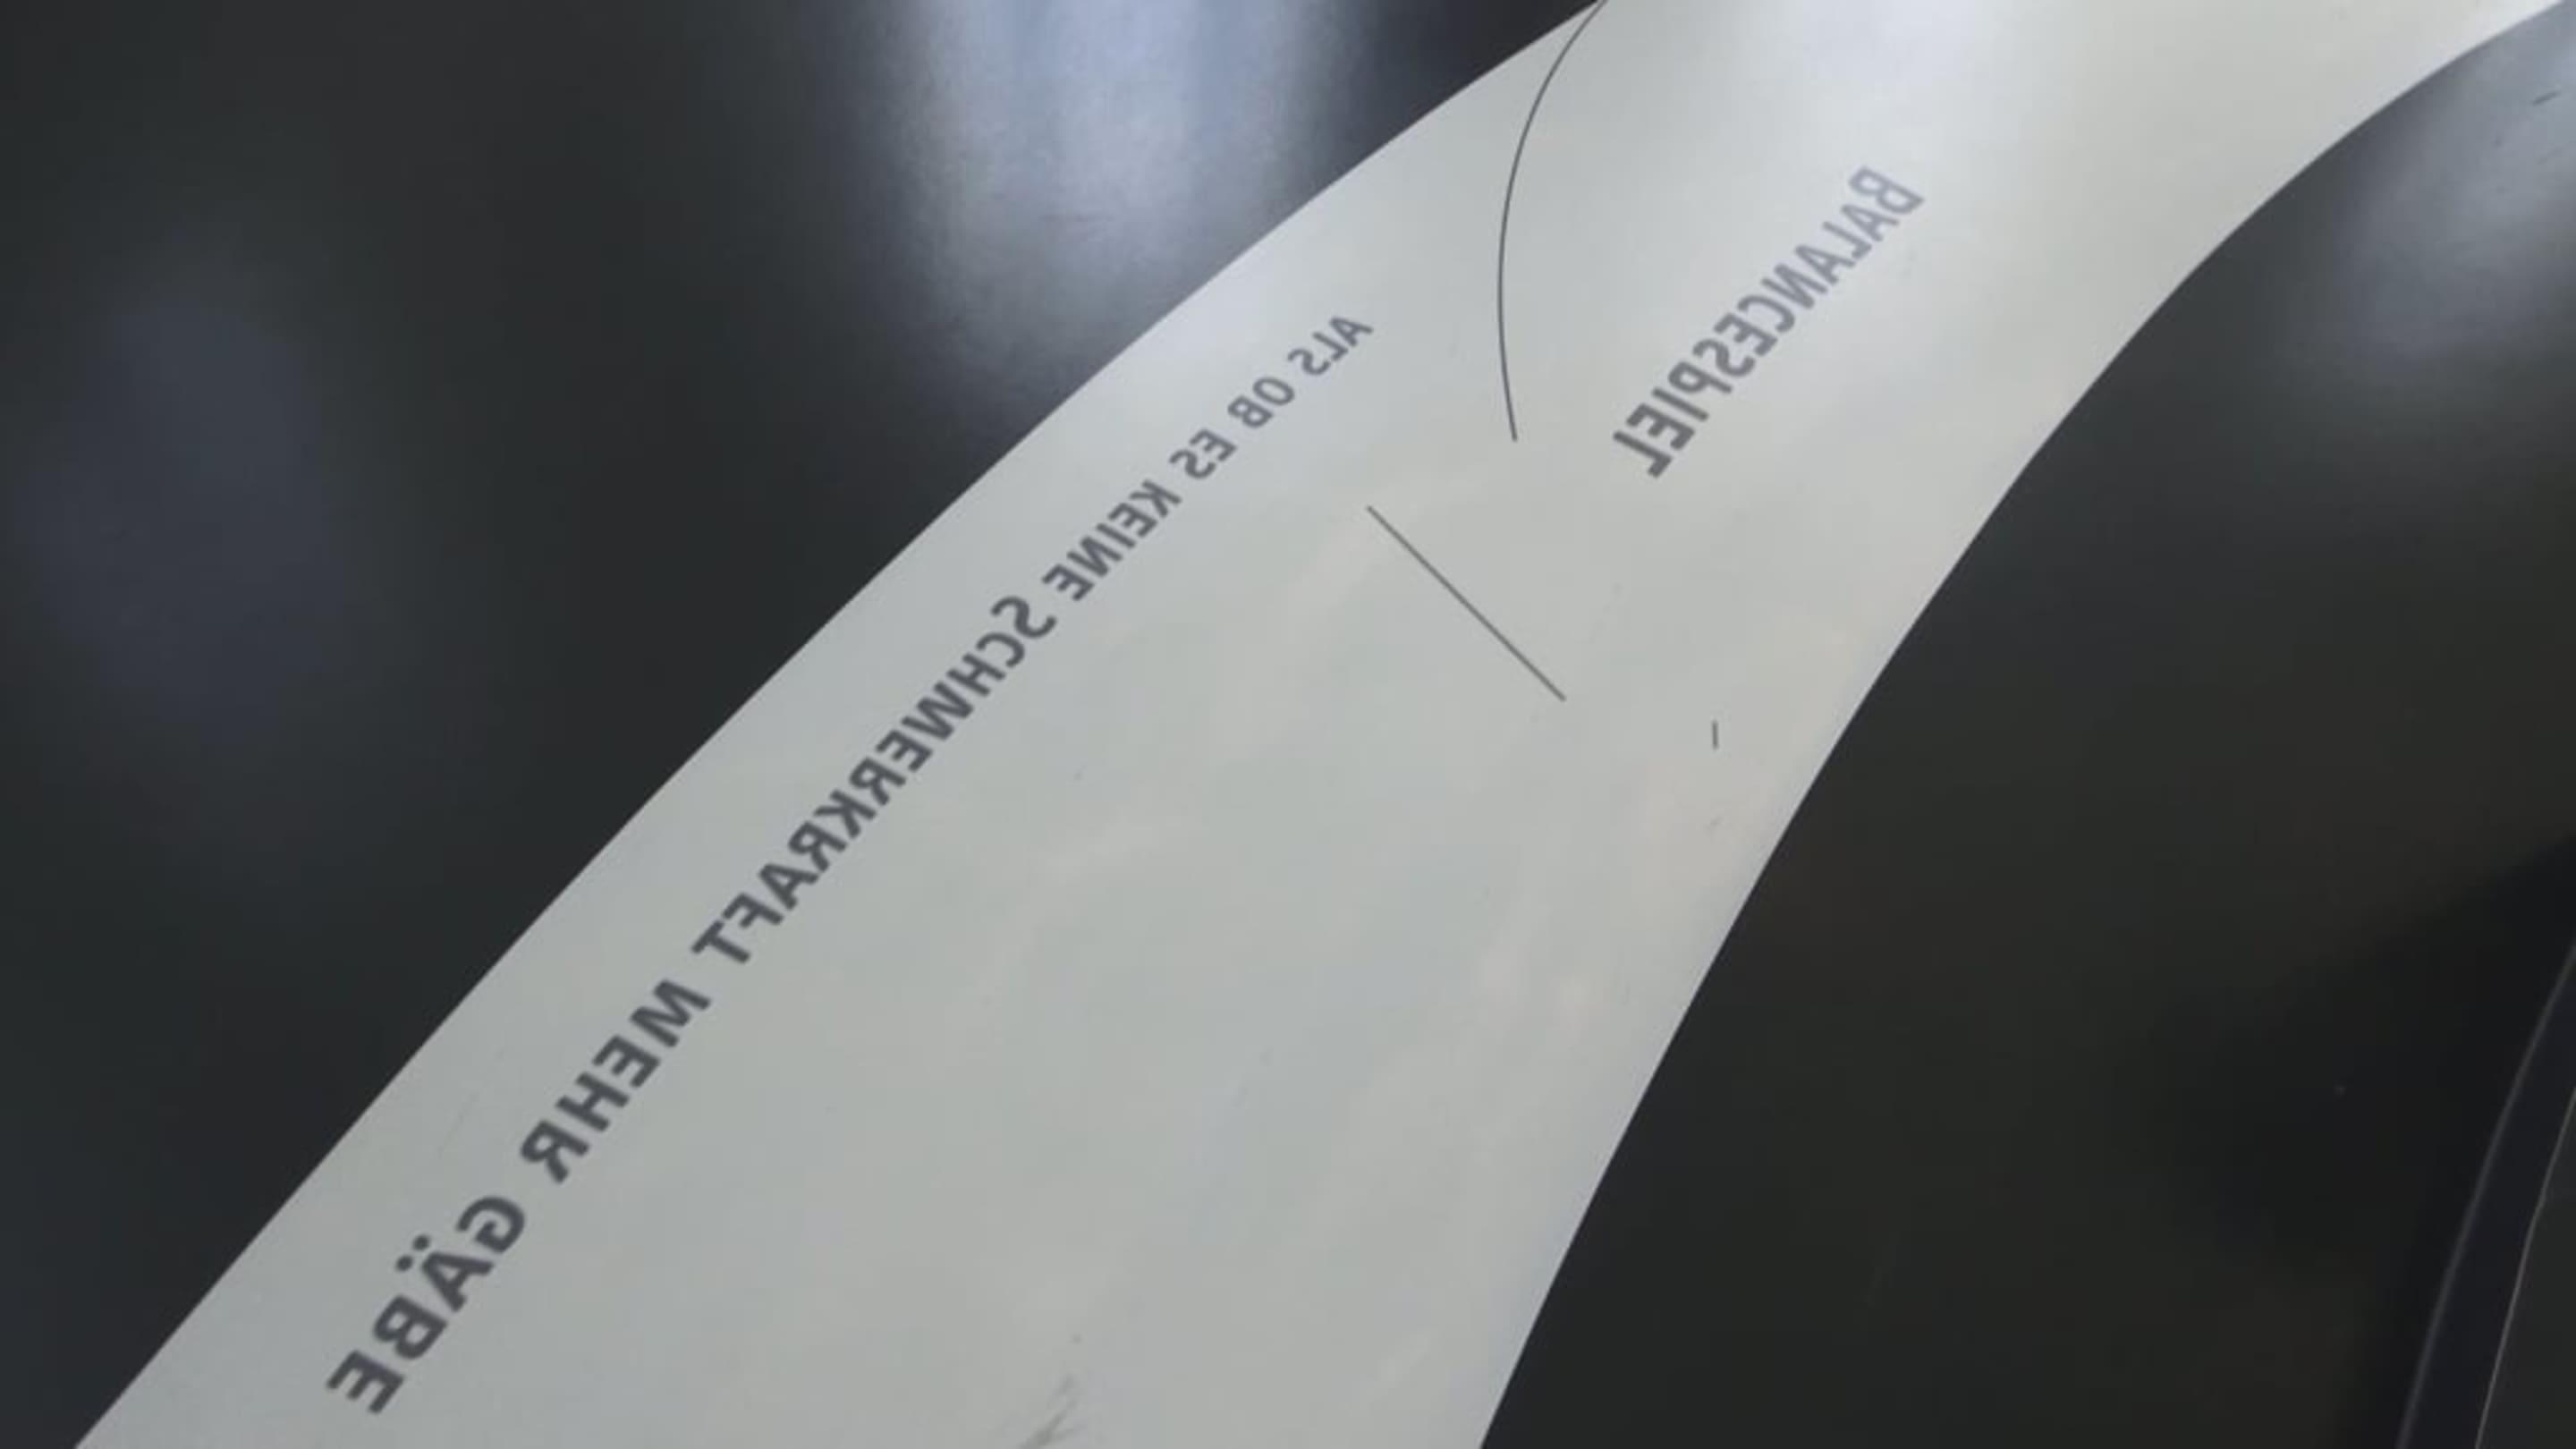 BALANCESPIEL
ALS OB ES KEINE SCHWERKRAFT MEHR GÄBE